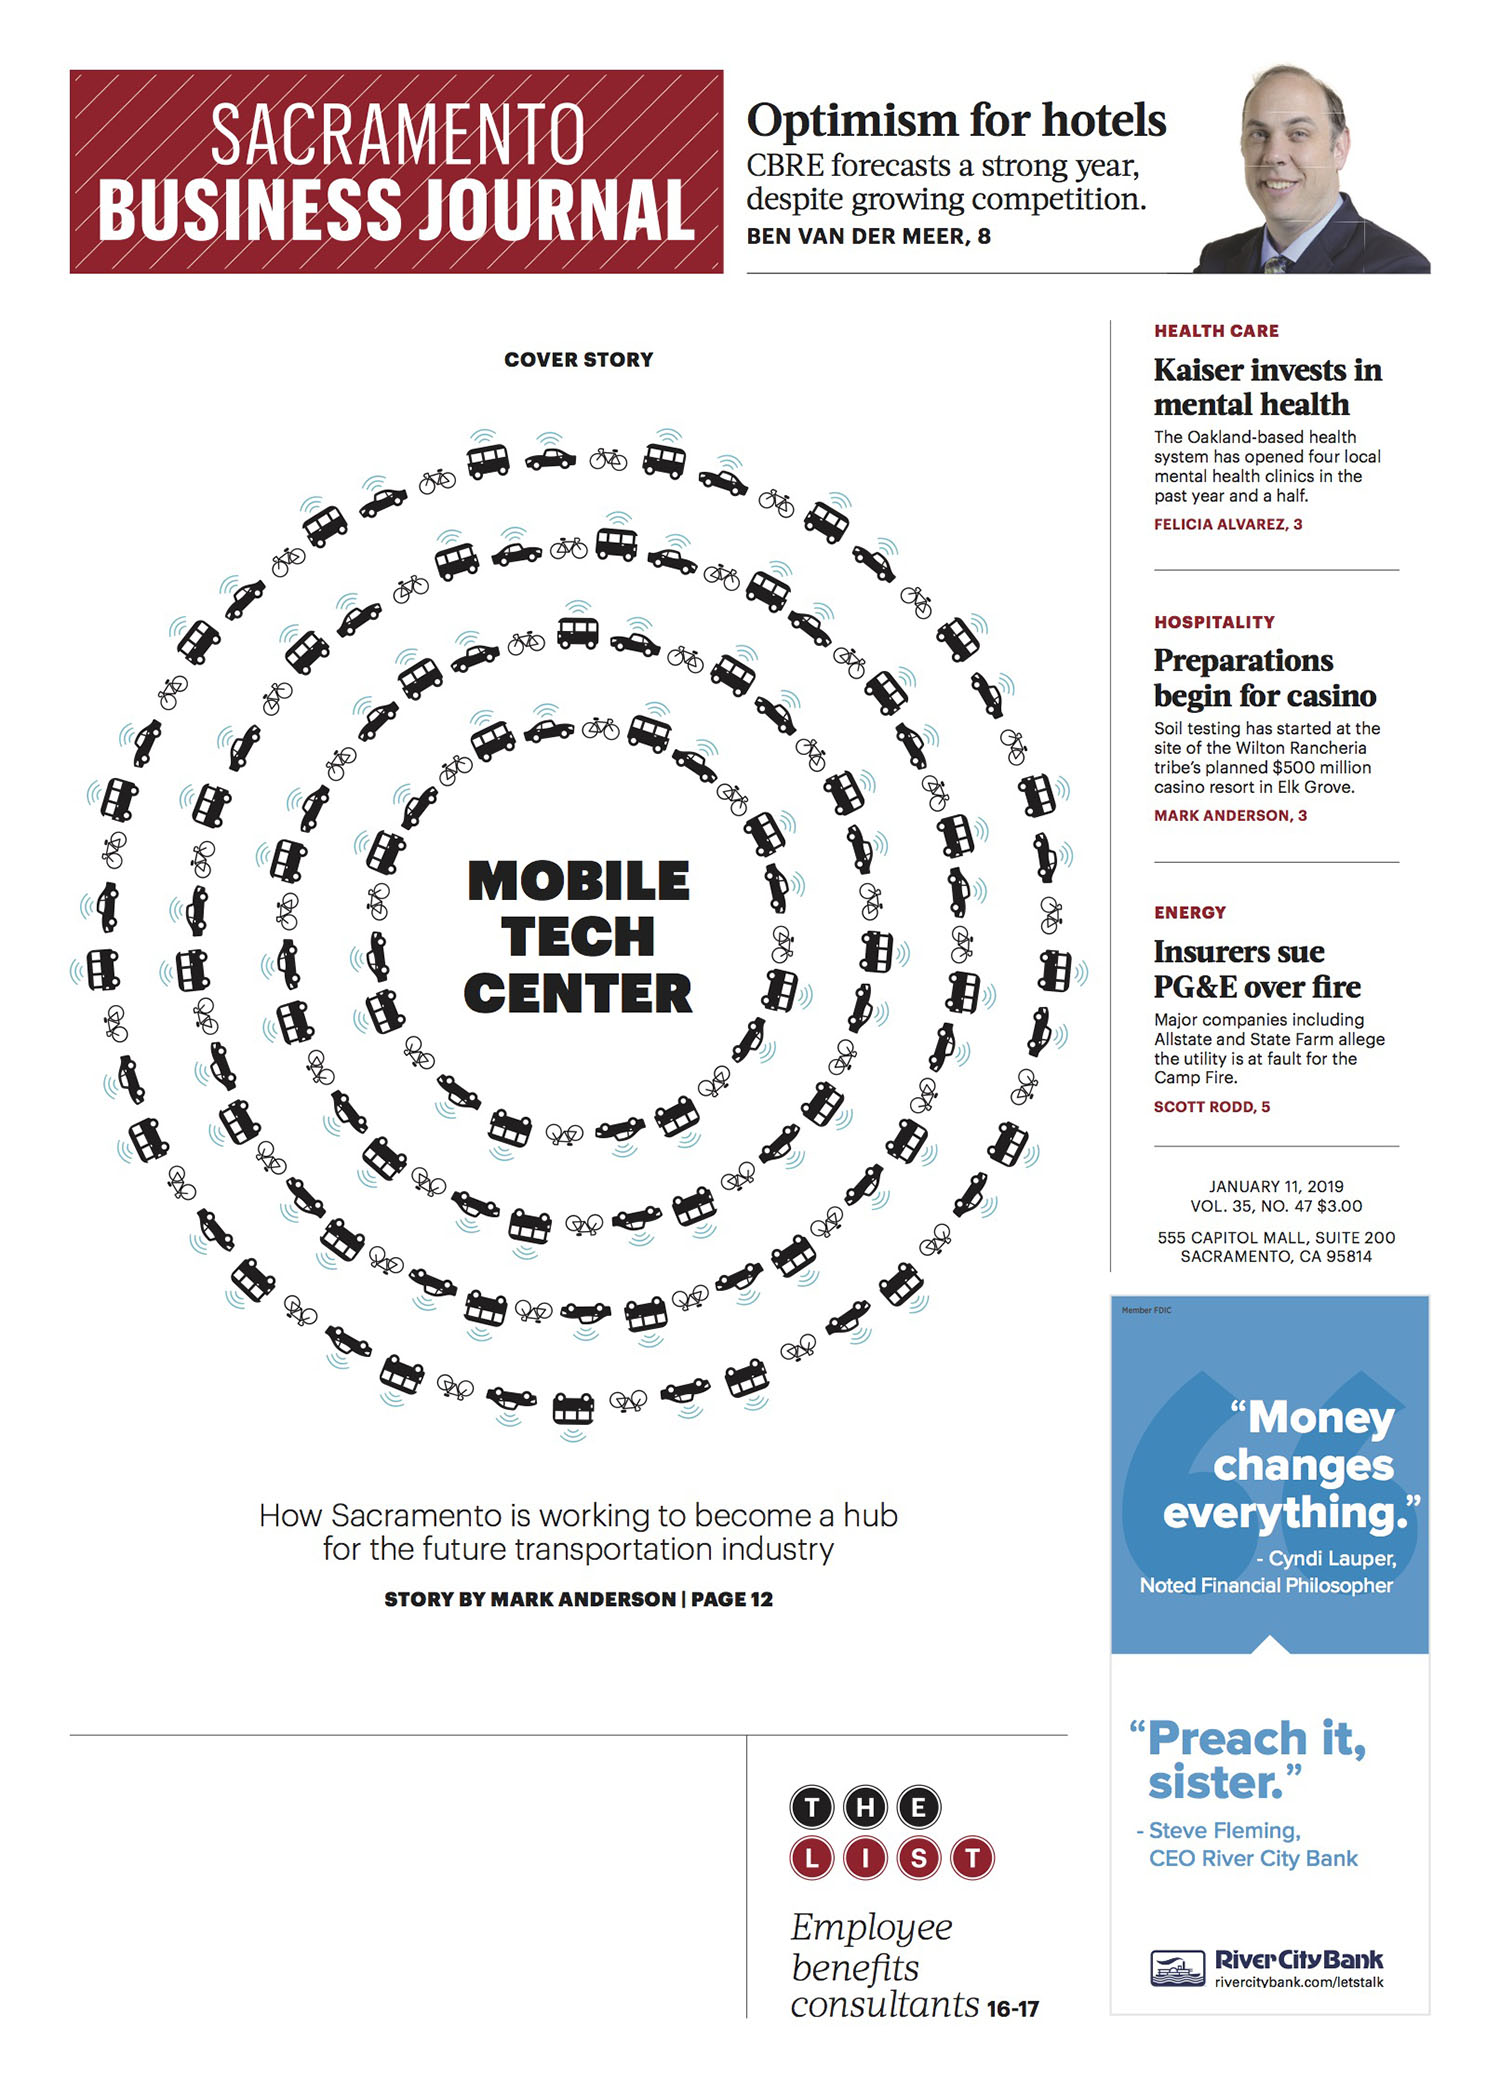 SACRAMENTO
BUSINESS JOURNAL
Optimism for hotels
CBRE forecasts a strong year,
despite growing competition.
BEN VAN DER MEER, 8
COVER STORY
MOBILE
TECH
CENTER
How Sacramento is working to become a hub
for the future transportation industry
STORY BY MARK ANDERSON | PAGE 12
HEALTH CARE
Kaiser invests in
mental health
The Oakland-based health
system has opened four local
mental health clinics in the
past year and a half.
FELICIA ALVAREZ, 3
HOSPITALITY
Preparations
begin for casino
Soil testing has started at the
site of the Wilton Rancheria
tribe's planned $500 million
casino resort in Elk Grove.
MARK ANDERSON, 3
ENERGY
Insurers sue
PG&E over fire
Major companies including
Allstate and State Farm allege
the utility is at fault for the
Camp Fire.
SCOTT RODD, 5
JANUARY 11, 2019
VOL. 35, NO. 47 $3.00
555 CAPITOL MALL, SUITE 200
SACRAMENTO, CA 95814
THE
LIST
Employee
benefits
consultants 16-17
Member FDIC
“Money
changes
everything.”
- Cyndi Lauper,
Noted Financial Philosopher
“Preach it,
sister.”
- Steve Fleming,
CEO River City Bank
River City Bank
rivercitybank.com/letstalk